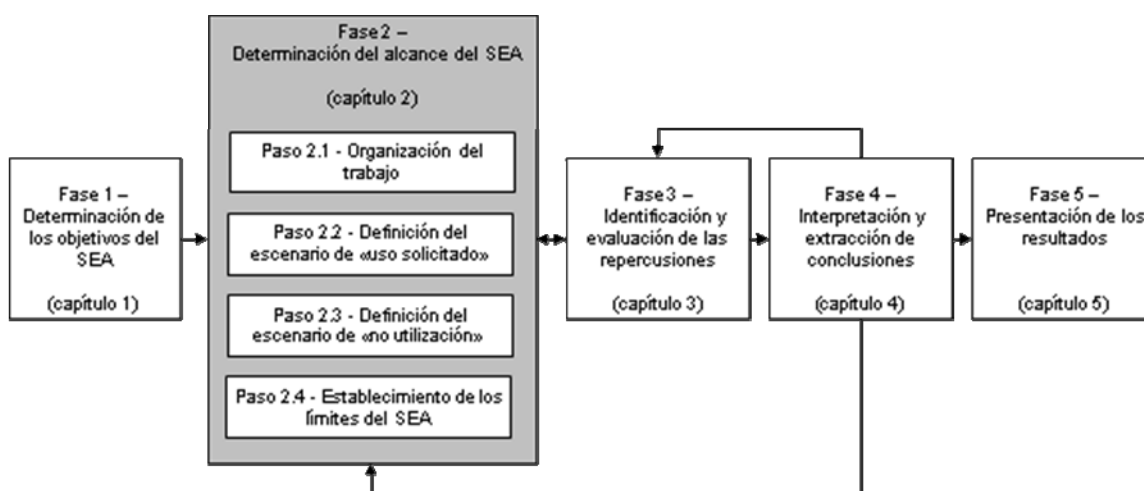 Fase 1 –
Determinación de
los objetivos del
SEA
(capítulo 1)
Fase 2 –
Determinación del alcance del SEA
(capítulo 2)
Paso 2.1 - Organización del
trabajo
Paso 2.2 - Definición del
escenario de «uso solicitado»
Paso 2.3 - Definición del
escenario de «no utilización»
Paso 2.4 - Establecimiento de los
límites del SEA
Fase 3 –
Identificación y
evaluación de las
repercusiones
(capítulo 3)
Fase 4 –
Interpretación y
extracción de
conclusiones
(capítulo 4)
Fase 5 –
Presentación de los
resultados
(capítulo 5)